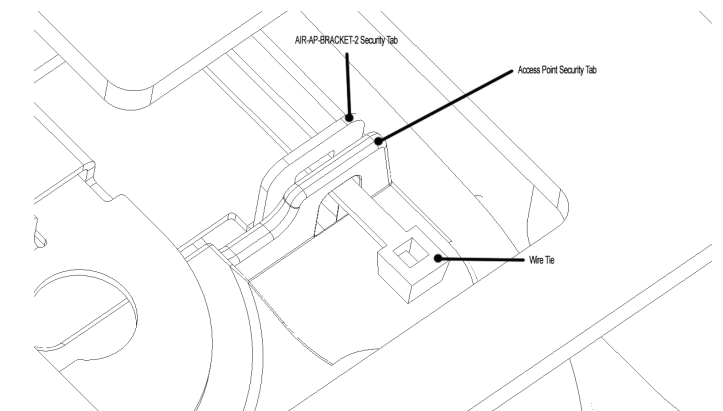 AIR-AP-BRACKET-2 Security Tab
Access Point Security Tab
Wire Tie